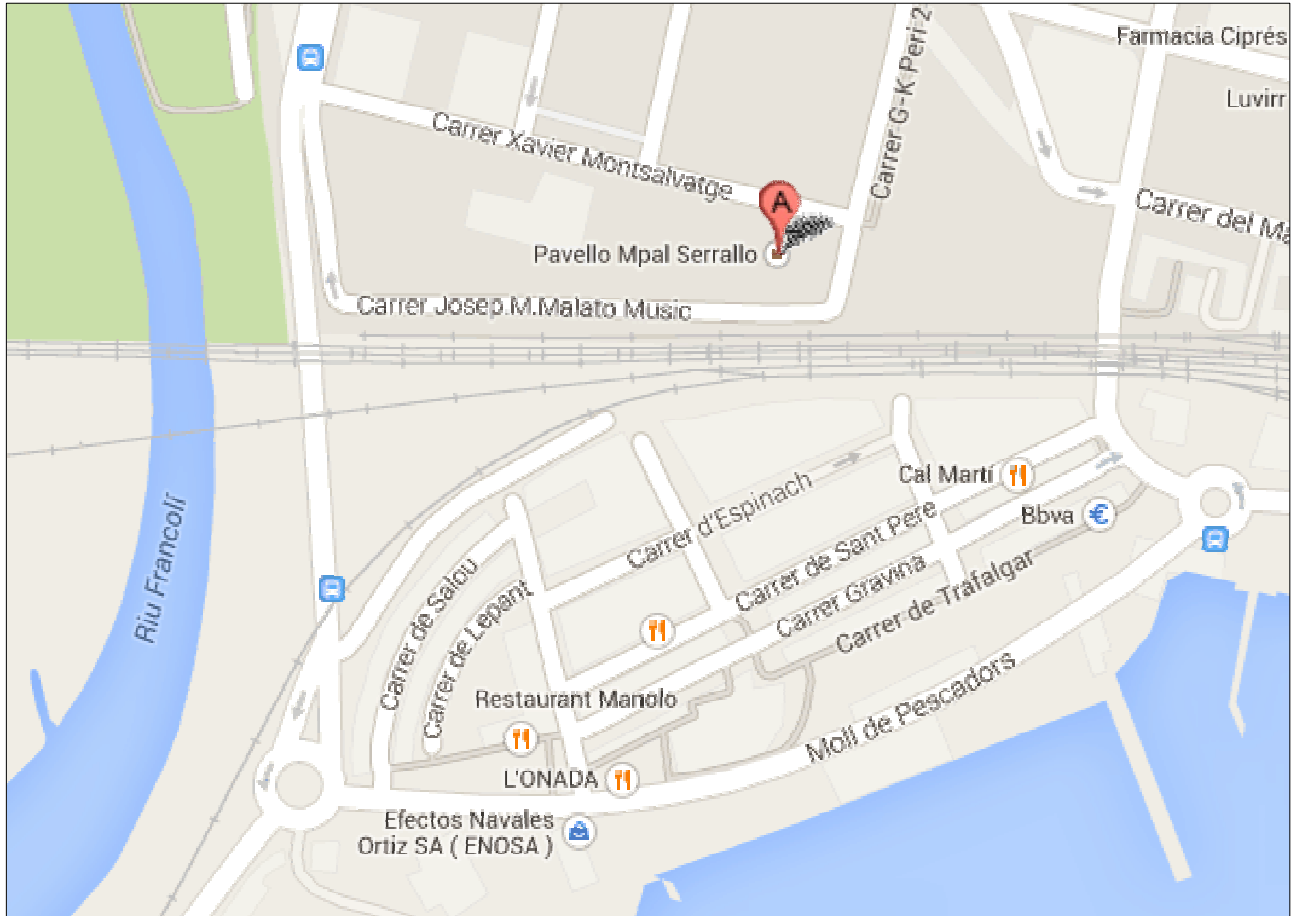 Farmacia Ciprés
Luvirr
Carrer G-K Peri 2
Carrer Xavier Montsalvatge
A
Carrer del Ma
Pavello Mpal Serrallo
Carrer Josep.M.Malato Music
Cal Martí
Carrer d'Espinach
Bbva
€
Carrer de Sant Pere
Riu Francolí
Carrer Gravina
Carrer de Trafalgar
Carrer de Salou
Carrer de Lepant
Restaurant Manolo
Moll de Pescadors
L'ONADA
Efectos Navales
Ortiz SA ( ENOSA )